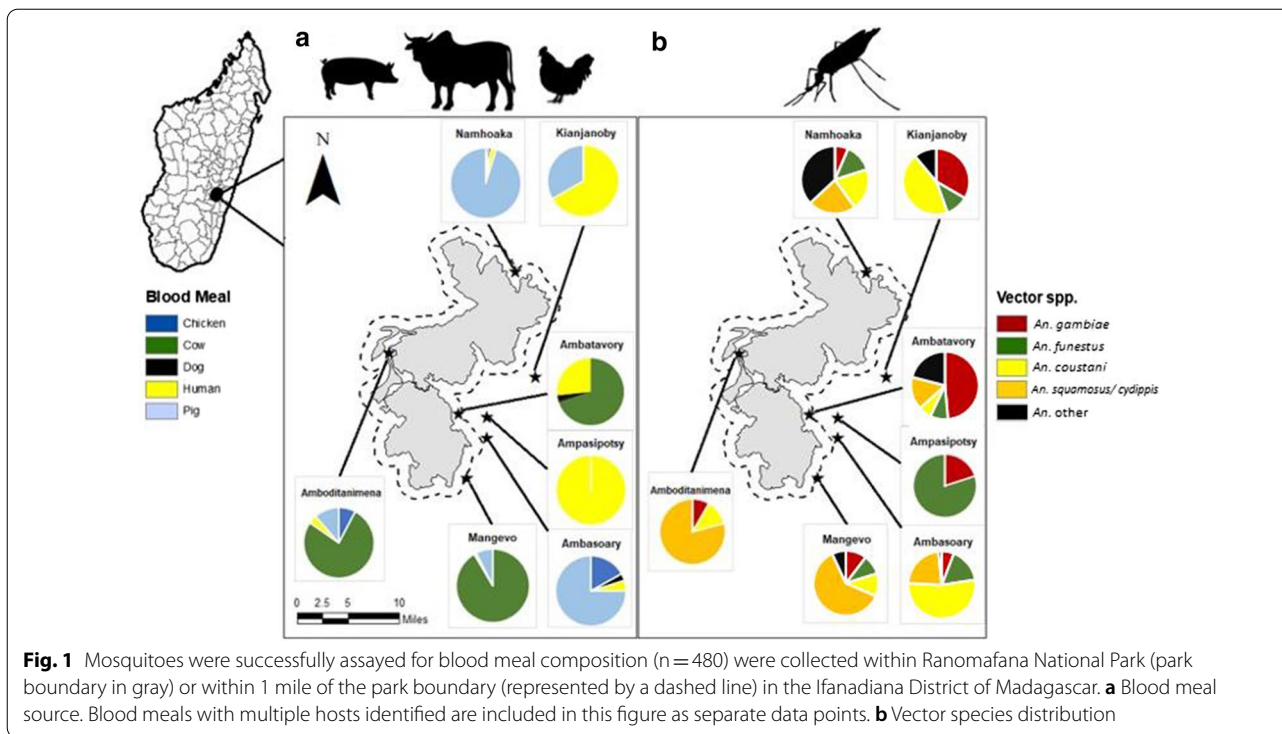 a
b
N
Namhoaka
Kianjanoby
Namhoaka
Kianjanoby
Blood Meal
Chicken
Cow
Dog
Human
Pig
Vector spp.
An. gambiae
An. funestus
An. coustani
An. squamosus/ cydippis
An. other
Ambatavory
Ambatavory
Ampasipotsy
Ampasipotsy
Amboditanimena
Amboditanimena
Mangevo
Ambasoary
Mangevo
Ambasoary
0 2.5 5 10
Miles
Fig. 1 Mosquitoes were successfully assayed for blood meal composition (n = 480) were collected within Ranomafana National Park (park
boundary in gray) or within 1 mile of the park boundary (represented by a dashed line) in the Ifanadiana District of Madagascar. a Blood meal
source. Blood meals with multiple hosts identified are included in this figure as separate data points. b Vector species distribution